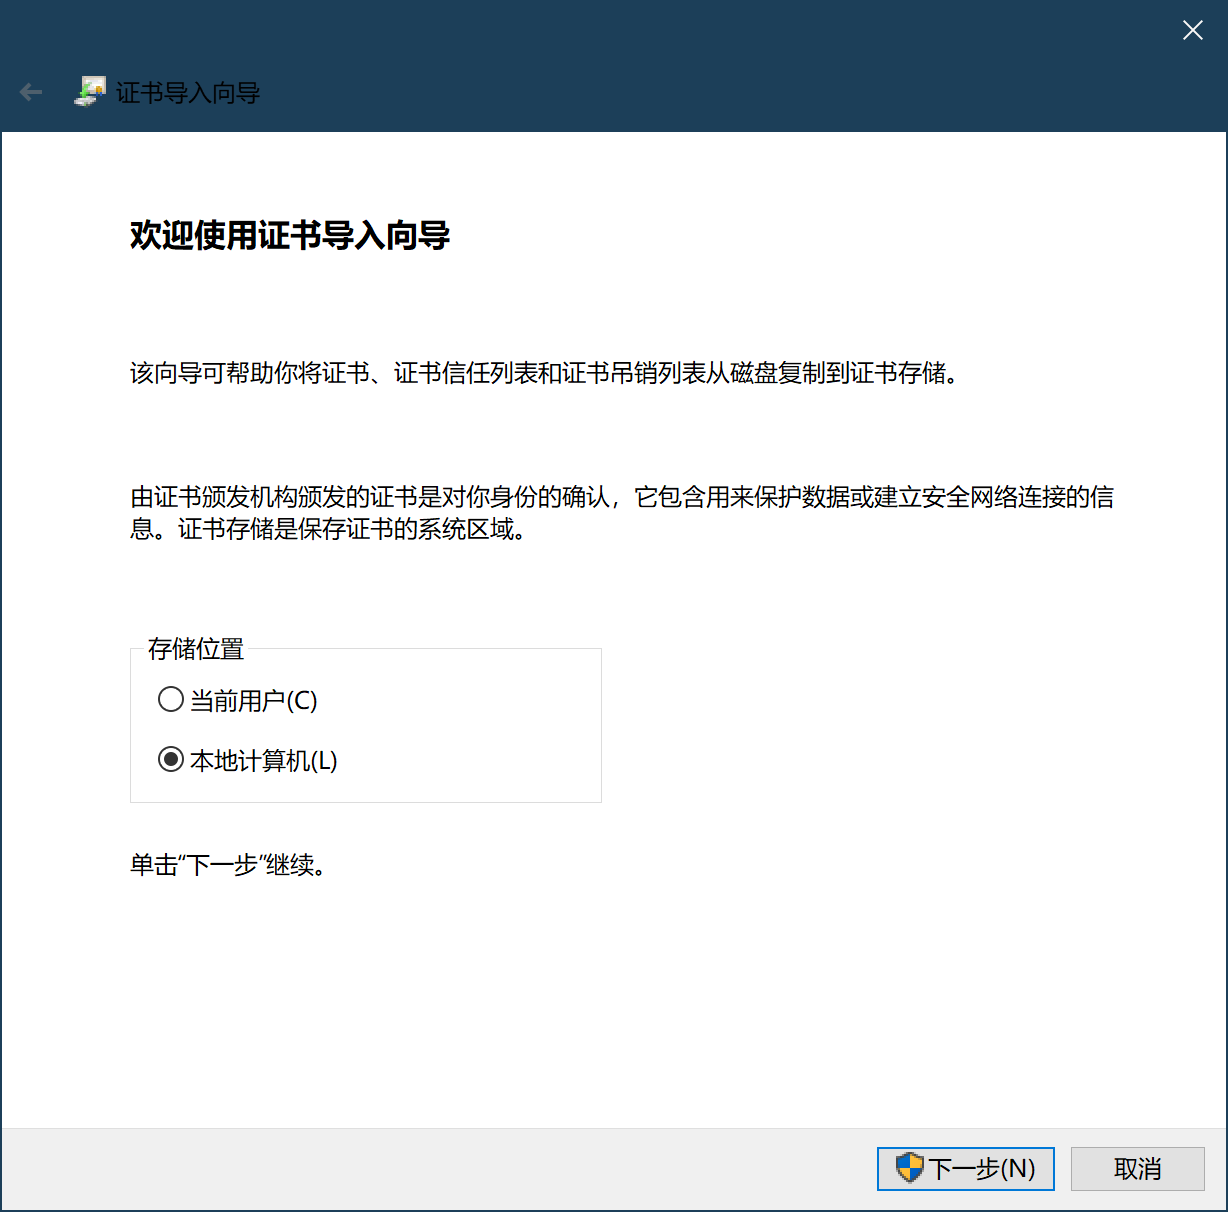 证书导入向导
欢迎使用证书导入向导
该向导可帮助你将证书、证书信任列表和证书吊销列表从磁盘复制到证书存储。
由证书颁发机构颁发的证书是对你身份的确认，它包含用来保护数据或建立安全网络连接的信
息。证书存储是保存证书的系统区域。
存储位置
当前用户(C)
本地计算机(L)
单击“下一步”继续。
下一步(N)
取消